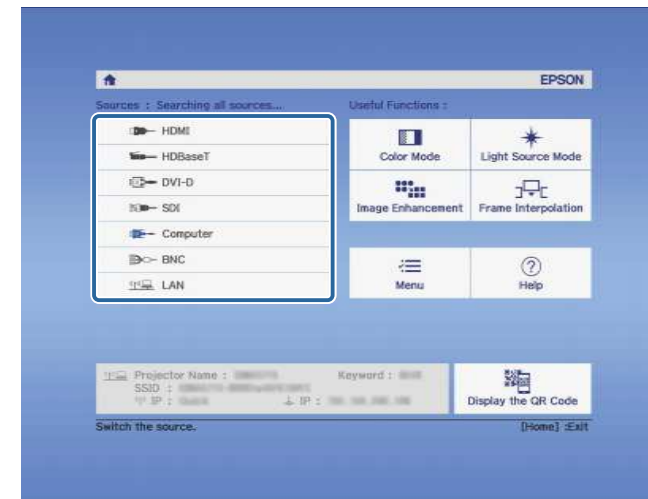 EPSON
Sources : Searching all sources...
HDMI
HDBaseT
DVI-D
SDI
Computer
BNC
LAN
Useful Functions :
Color Mode
Light Source Mode
Image Enhancement
Frame Interpolation
Menu
Help
Projector Name :
Keyword :
SSID :
IP :
IP :
Display the QR Code
Switch the source.
[Home] :Exit